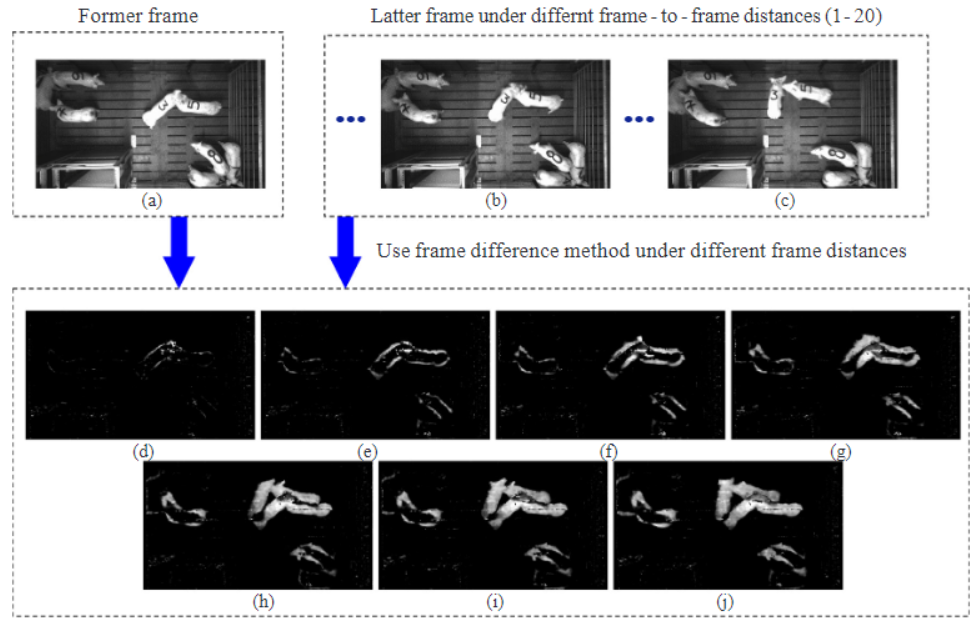 Former frame
Latter frame under differnt frame - to - frame distances (1- 20)
(a)
(b)
(c)
Use frame difference method under different frame distances
(d)
(e)
(f)
(g)
(h)
(i)
(j)